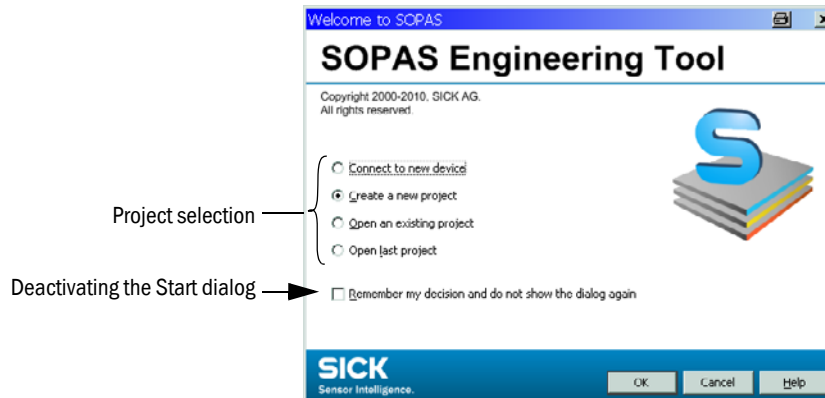 Welcome to SOPAS
SOPAS Engineering Tool
Copyright 2000-2010, SICK AG.
All rights reserved.
Connect to new device
Create a new project
Project selection
Open an existing project
Open last project
Deactivating the Start dialog
Remember my decision and do not show the dialog again
SICK
Sensor Intelligence.
OK
Cancel
Help